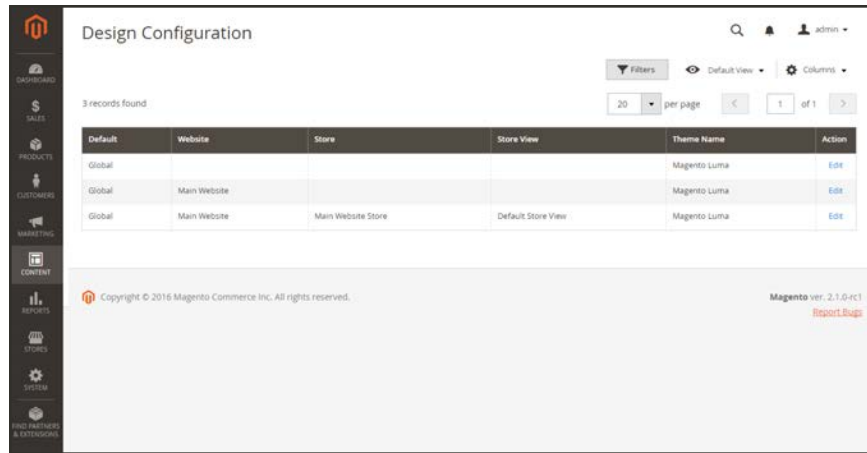 Design Configuration
admin
Filters
Default View
Columns
3 records found
20
per page
1
of 1
Default Website Store Store View Theme Name Action
Global Magento Luma Edit
Global Main Website Magento Luma Edit
Global Main Website Main Website Store Default Store View Magento Luma Edit
DASHBOARD
$
SALES
PRODUCTS
CUSTOMERS
MARKETING
CONTENT
REPORTS
STORES
SYSTEM
FIND PARTNERS
& EXTENSIONS
Copyright © 2016 Magento Commerce Inc. All rights reserved.
Magento ver. 2.1.0-rc1
Report Bugs